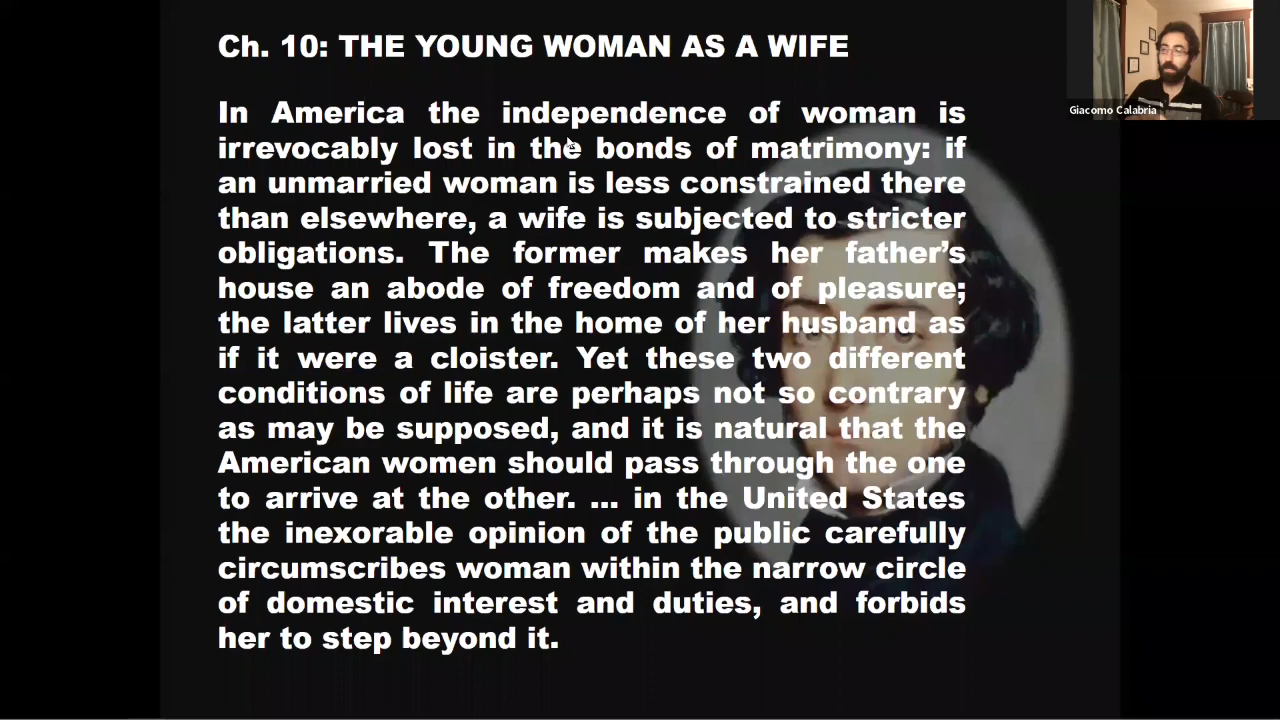 Ch. 10: THE YOUNG WOMAN AS A WIFE
In America the independence of woman is
irrevocably lost in the bonds of matrimony: if
an unmarried woman is less constrained there
than elsewhere, a wife is subjected to stricter
obligations. The former makes her father’s
house an abode of freedom and of pleasure;
the latter lives in the home of her husband as
if it were a cloister. Yet these two different
conditions of life are perhaps not so contrary
as may be supposed, and it is natural that the
American women should pass through the one
to arrive at the other. ... in the United States
the inexorable opinion of the public carefully
circumscribes woman within the narrow circle
of domestic interest and duties, and forbids
her to step beyond it.
Giacomo Calabria